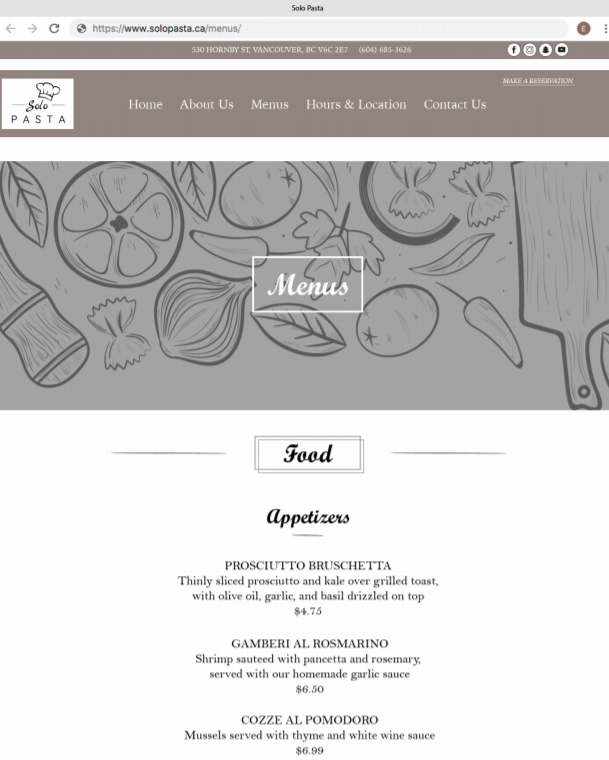 Solo Pasta
https://www.solopasta.ca/menus/
E
530 HORNBY ST, VANCOUVER, BC V6C 2E7 (604) 685-3626
MAKE A RESERVATION
Solo
PASTA
Home About Us Menus Hours & Location Contact Us
Menus
Food
Appetizers
PROSCIUTTO BRUSCHETTA
Thinly sliced prosciutto and kale over grilled toast,
with olive oil, garlic, and basil drizzled on top
$4.75
GAMBERI AL ROSMARINO
Shrimp sauteed with pancetta and rosemary,
served with our homemade garlic sauce
$6.50
COZZE AL POMODORO
Mussels served with thyme and white wine sauce
$6.99